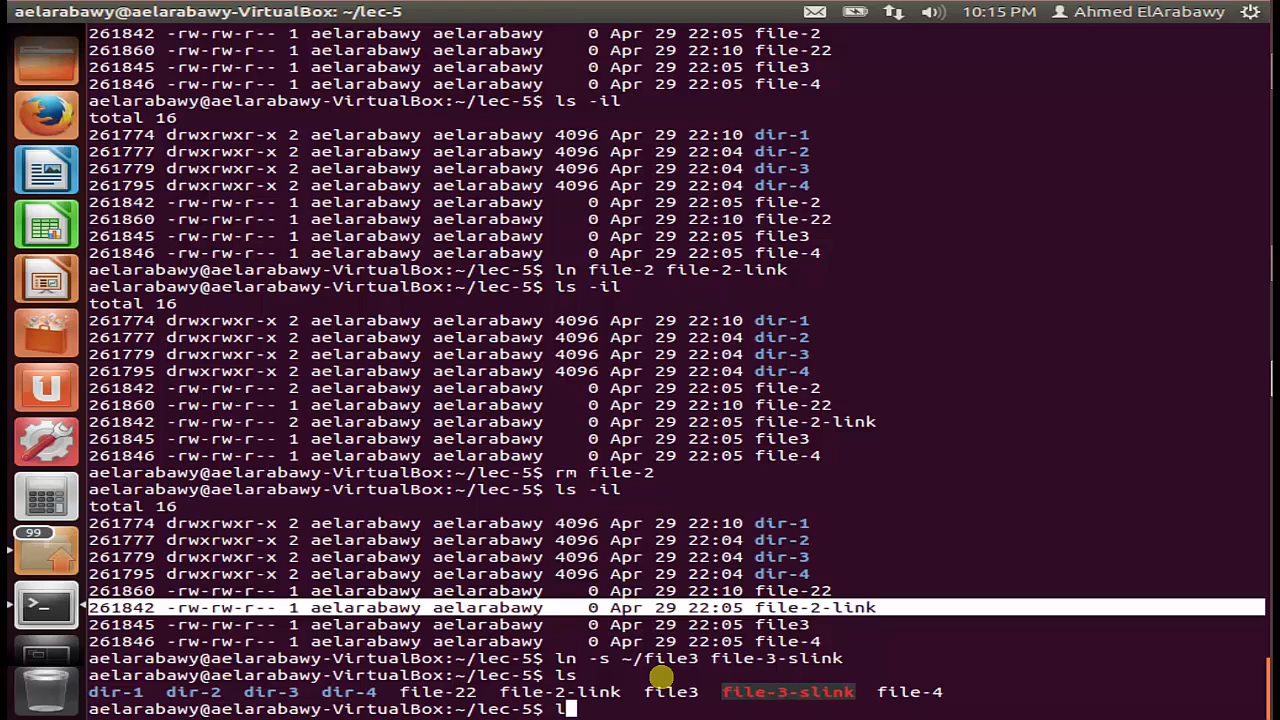 aelarabawy@aelarabawy-VirtualBox: ~/lec-5 10:15 PM Ahmed ElArabawy
261842 -rw-rw-r-- 1 aelarabawy aelarabawy 0 Apr 29 22:05 file-2
261860 -rw-rw-r-- 1 aelarabawy aelarabawy 0 Apr 29 22:10 file-22
261845 -rw-rw-r-- 1 aelarabawy aelarabawy 0 Apr 29 22:05 file3
261846 -rw-rw-r-- 1 aelarabawy aelarabawy 0 Apr 29 22:05 file-4
aelarabawy@aelarabawy-VirtualBox:~/lec-5$ ls -il
total 16
261774 drwxrwxr-x 2 aelarabawy aelarabawy 4096 Apr 29 22:10 dir-1
261777 drwxrwxr-x 2 aelarabawy aelarabawy 4096 Apr 29 22:04 dir-2
261779 drwxrwxr-x 2 aelarabawy aelarabawy 4096 Apr 29 22:04 dir-3
261795 drwxrwxr-x 2 aelarabawy aelarabawy 4096 Apr 29 22:04 dir-4
261842 -rw-rw-r-- 1 aelarabawy aelarabawy 0 Apr 29 22:05 file-2
261860 -rw-rw-r-- 1 aelarabawy aelarabawy 0 Apr 29 22:10 file-22
261845 -rw-rw-r-- 1 aelarabawy aelarabawy 0 Apr 29 22:05 file3
261846 -rw-rw-r-- 1 aelarabawy aelarabawy 0 Apr 29 22:05 file-4
aelarabawy@aelarabawy-VirtualBox:~/lec-5$ ln file-2 file-2-link
aelarabawy@aelarabawy-VirtualBox:~/lec-5$ ls -il
total 16
261774 drwxrwxr-x 2 aelarabawy aelarabawy 4096 Apr 29 22:10 dir-1
261777 drwxrwxr-x 2 aelarabawy aelarabawy 4096 Apr 29 22:04 dir-2
261779 drwxrwxr-x 2 aelarabawy aelarabawy 4096 Apr 29 22:04 dir-3
261795 drwxrwxr-x 2 aelarabawy aelarabawy 4096 Apr 29 22:04 dir-4
261842 -rw-rw-r-- 2 aelarabawy aelarabawy 0 Apr 29 22:05 file-2
261860 -rw-rw-r-- 1 aelarabawy aelarabawy 0 Apr 29 22:10 file-22
261842 -rw-rw-r-- 2 aelarabawy aelarabawy 0 Apr 29 22:05 file-2-link
261845 -rw-rw-r-- 1 aelarabawy aelarabawy 0 Apr 29 22:05 file3
261846 -rw-rw-r-- 1 aelarabawy aelarabawy 0 Apr 29 22:05 file-4
aelarabawy@aelarabawy-VirtualBox:~/lec-5$ rm file-2
aelarabawy@aelarabawy-VirtualBox:~/lec-5$ ls -il
total 16
261774 drwxrwxr-x 2 aelarabawy aelarabawy 4096 Apr 29 22:10 dir-1
261777 drwxrwxr-x 2 aelarabawy aelarabawy 4096 Apr 29 22:04 dir-2
261779 drwxrwxr-x 2 aelarabawy aelarabawy 4096 Apr 29 22:04 dir-3
261795 drwxrwxr-x 2 aelarabawy aelarabawy 4096 Apr 29 22:04 dir-4
261860 -rw-rw-r-- 1 aelarabawy aelarabawy 0 Apr 29 22:10 file-22
261842 -rw-rw-r-- 1 aelarabawy aelarabawy 0 Apr 29 22:05 file-2-link
261845 -rw-rw-r-- 1 aelarabawy aelarabawy 0 Apr 29 22:05 file3
261846 -rw-rw-r-- 1 aelarabawy aelarabawy 0 Apr 29 22:05 file-4
aelarabawy@aelarabawy-VirtualBox:~/lec-5$ ln -s ~/file3 file-3-slink
aelarabawy@aelarabawy-VirtualBox:~/lec-5$ ls
dir-1 dir-2 dir-3 dir-4 file-22 file-2-link file3 file-3-slink file-4
aelarabawy@aelarabawy-VirtualBox:~/lec-5$ l
99